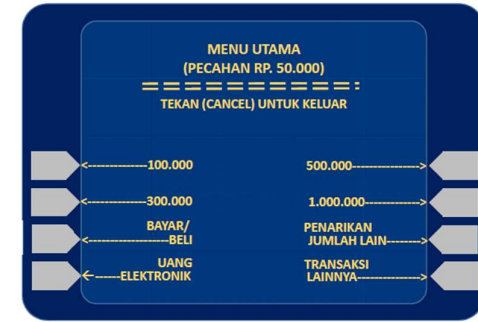 MENU UTAMA
(PECAHAN RP. 50.000)
============:
TEKAN (CANCEL) UNTUK KELUAR
<--------------100.000
500.000---------------->
<--------------300.000
1.000.000------------->
BAYAR/
<-------------------BELI
PENARIKAN
JUMLAH LAIN------->
UANG
<------ELEKTRONIK
TRANSAKSI
LAINNYA-------------->